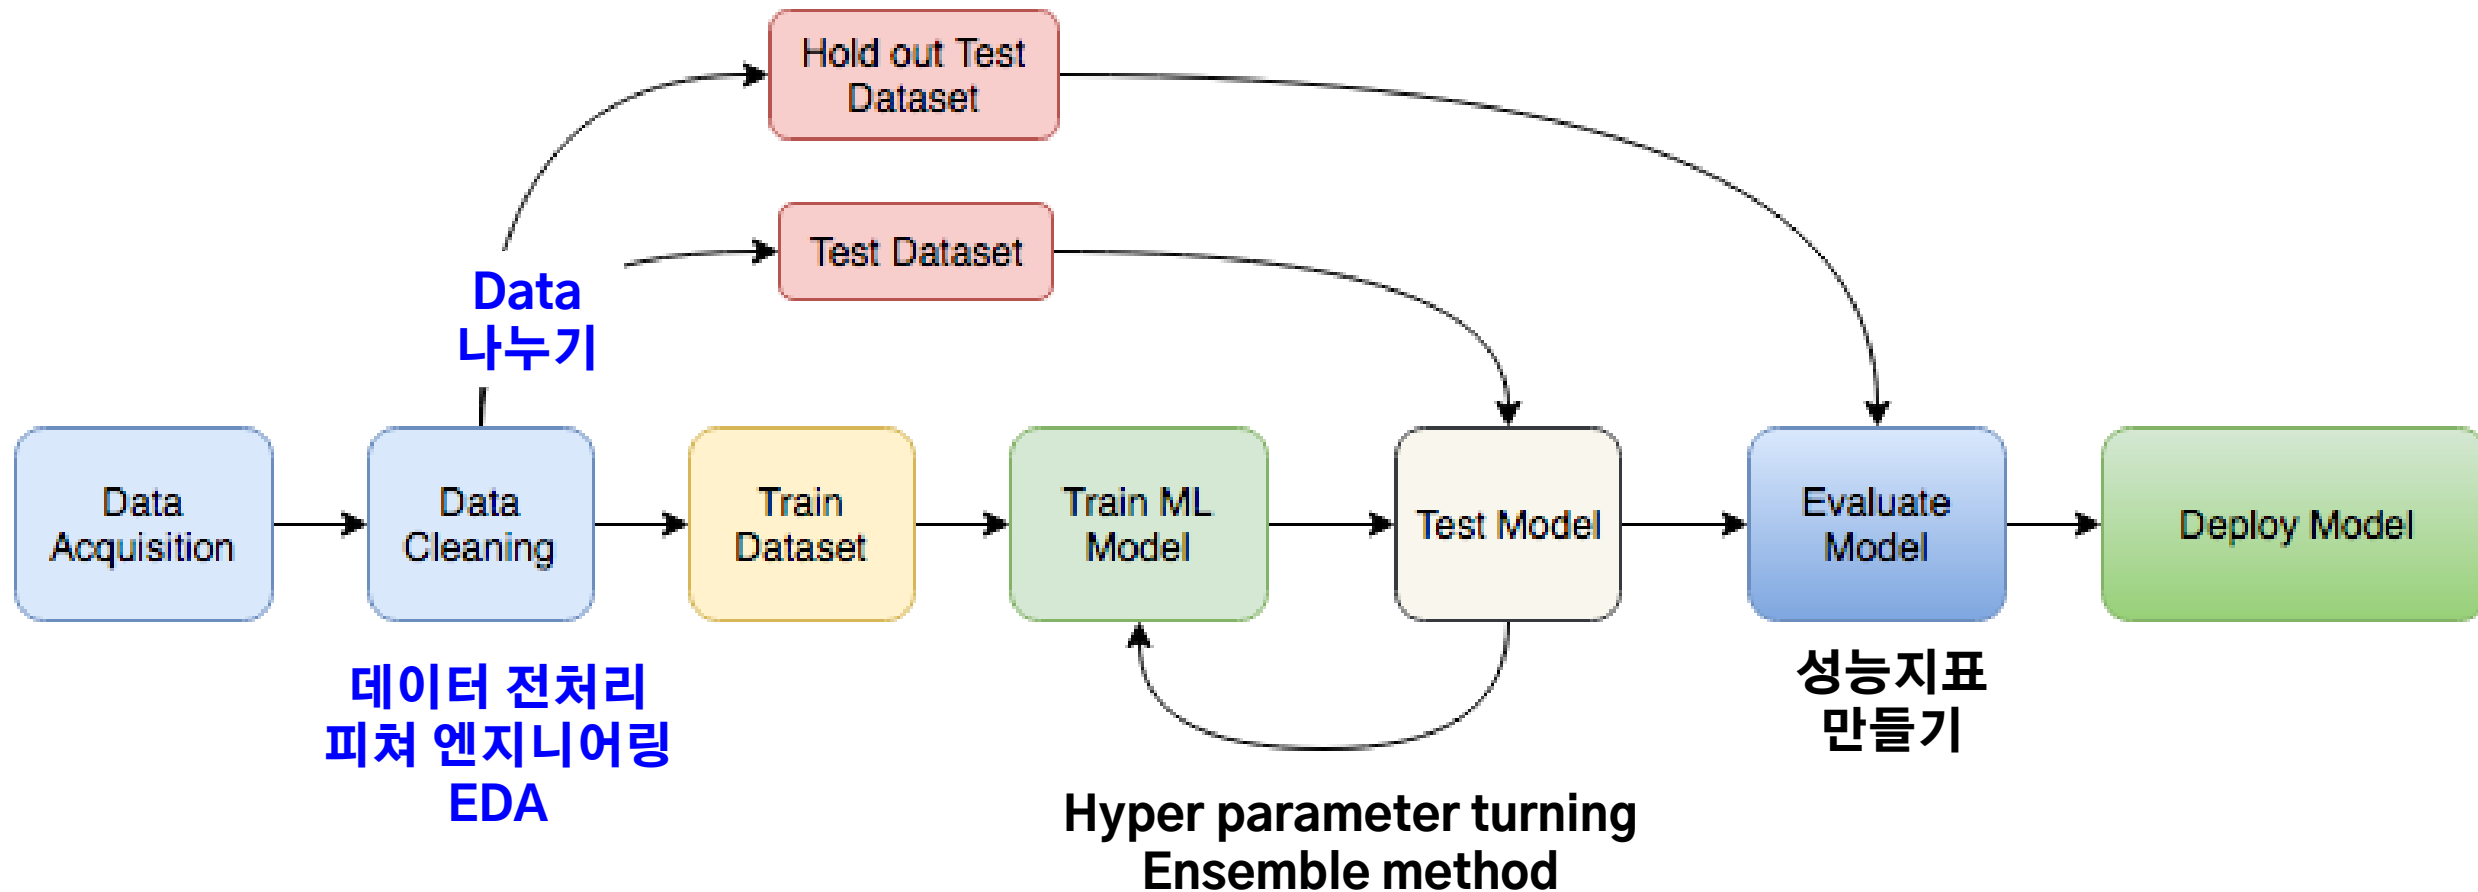 Hold out Test
Dataset
Test Dataset
Data
나누기
Data
Acquisition
Data
Cleaning
Train
Dataset
Train ML
Model
Test Model
Evaluate
Model
Deploy Model
데이터 전쳐리
피쳐 엔지니어링
EDA
성능지표
만들기
Hyper parameter turning
Ensemble method